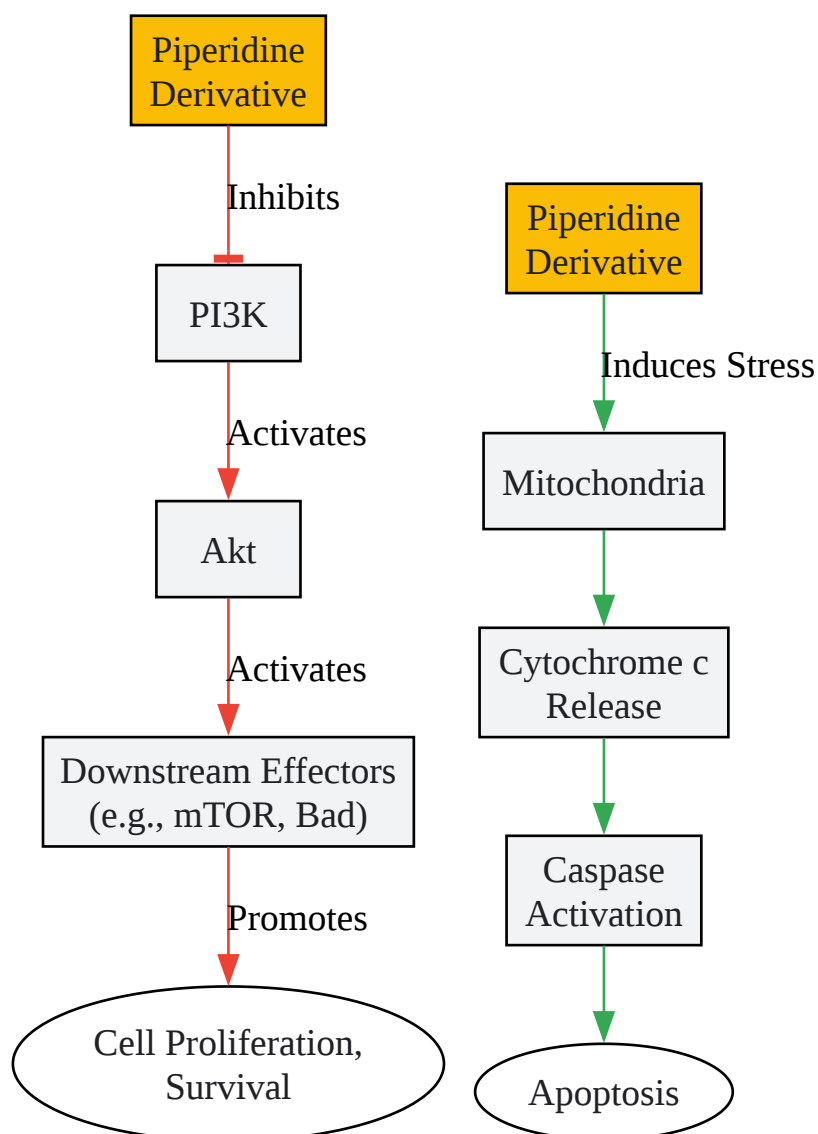 Piperidine
Derivative
Inhibits
PI3K
Activates
Akt
Activates
Downstream Effectors
(e.g., mTOR, Bad)
Promotes
Cell Proliferation,
Survival
Piperidine
Derivative
Induces Stress
Mitochondria
Cytochrome c
Release
Caspase
Activation
Apoptosis